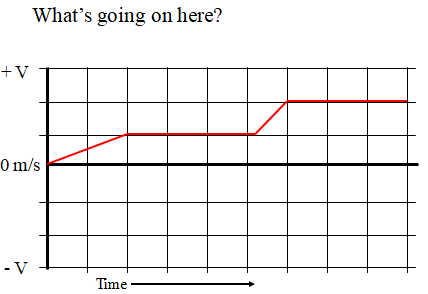 What’s going on here?
+ V
0 m/s
- V
Time